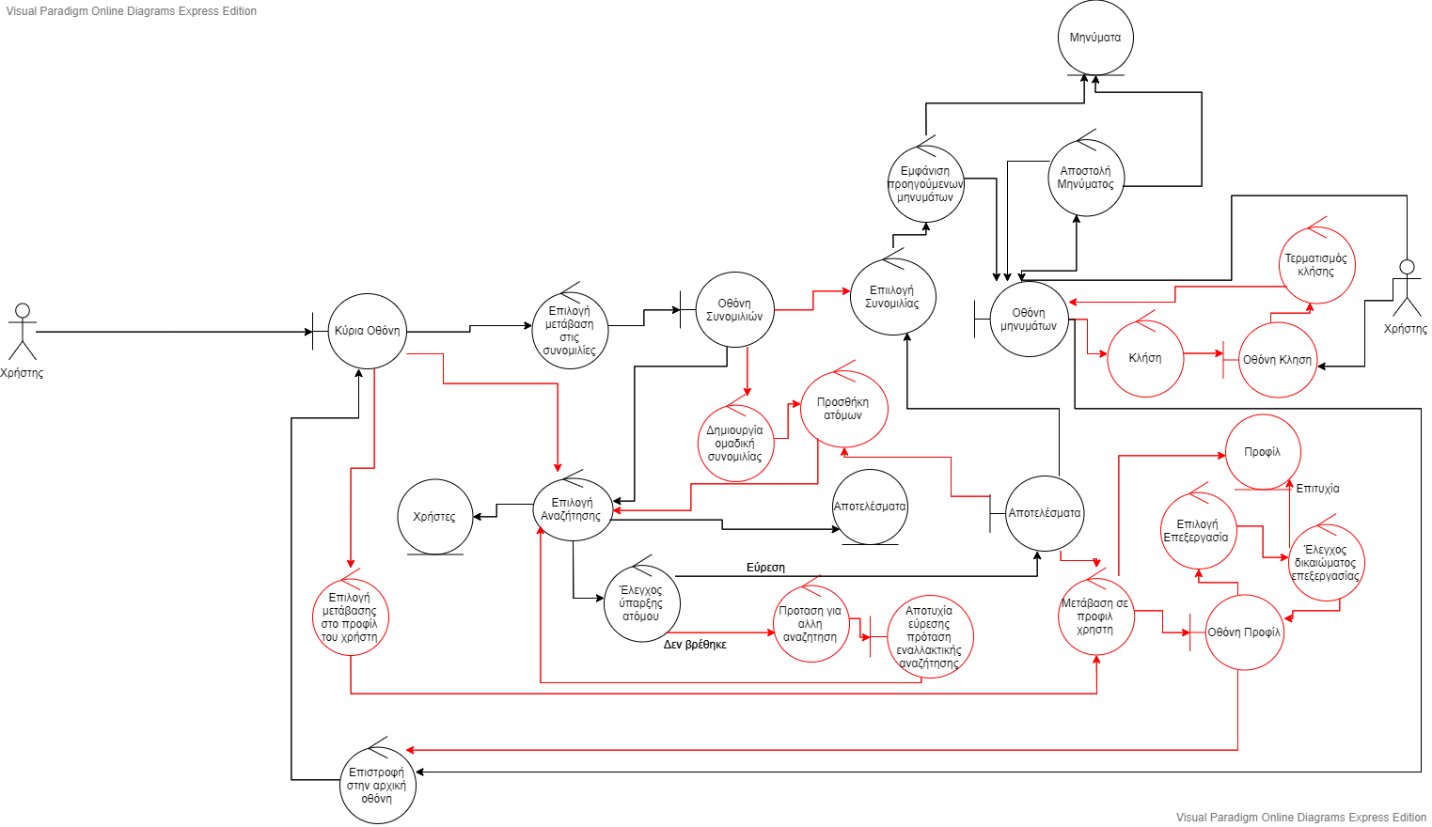 Visual Paradigm Online Diagrams Express Edition
Μηνύματα
Εμφάνιση
προηγούμενων
μηνυμάτων
Αποστολή
Μηνύματος
Τερματισμός
κλήσης
Χρήστης
Κύρια Οθόνη
Επιλογή
μετάβαση
στις
συνομιλίες
Οθόνη
Συνομιλιών
Επιιλογή
Συνομιλίας
Οθόνη
μηνυμάτων
Κλήση
Οθόνη Κληση
Χρήστης
Δημιουργία
ομαδική
συνομιλίας
Προσθήκη
ατόμων
Προφίλ
Επιτυχία
Χρήστες
Επιλογή
Αναζήτησης
Αποτελέσματα
Αποτελέσματα
Επιλογή
Επεξεργασία
Έλεγχος
δικαιώματος
επεξεργασίας
Εύρεση
Επιλογή
μετάβασης
στο προφίλ
του χρήστη
Έλεγχος
ύπαρξης
ατόμου
Δεν βρέθηκε
Προταση για
αλλη
αναζητηση
Αποτυχία
εύρεσης
πρόταση
εναλλακτικής
αναζήτησης
Μετάβαση σε
προφιλ
χρηστη
Οθόνη Προφίλ
Επιστροφή
στην αρχική
οθόνη
Visual Paradigm Online Diagrams Express Edition